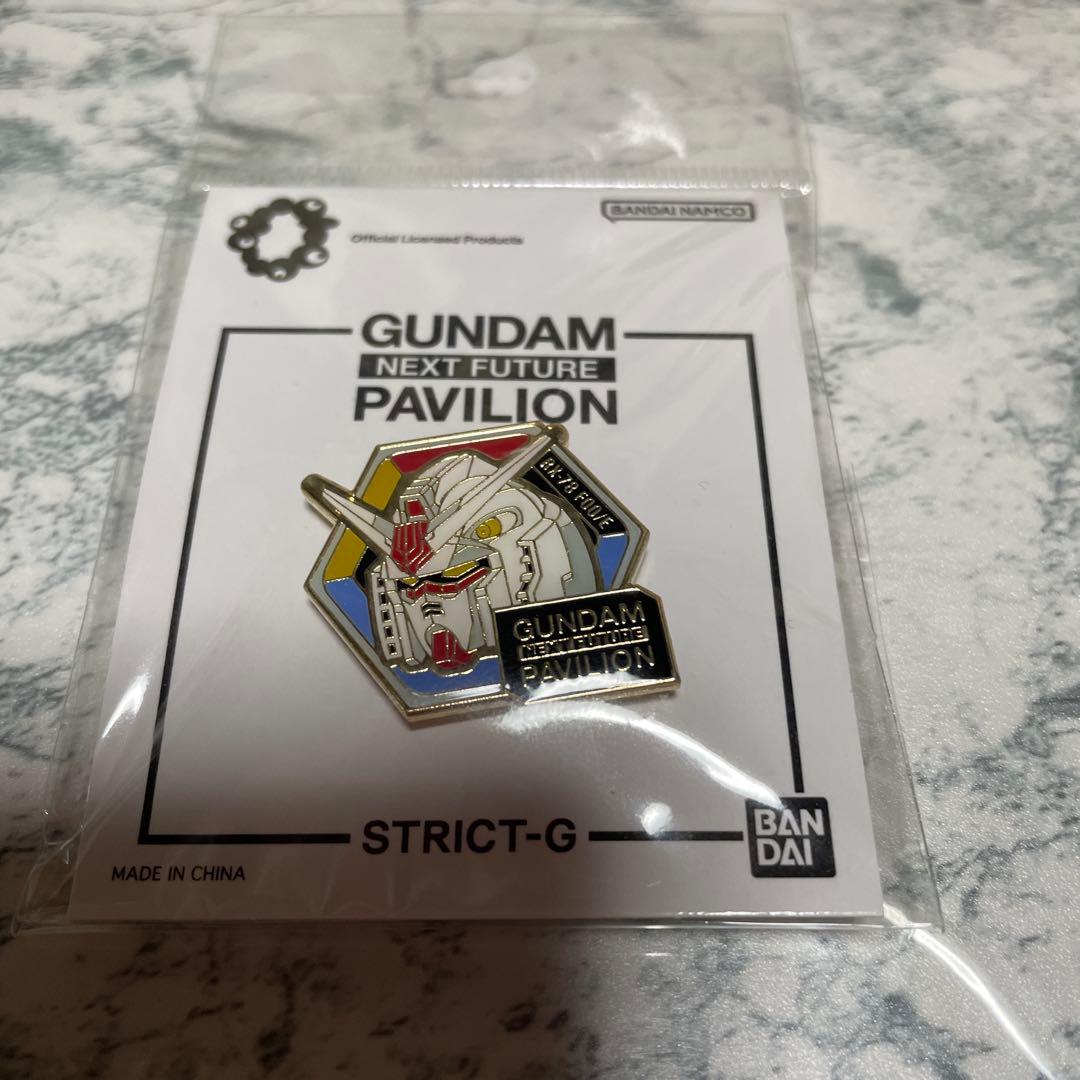 Official Licensed Products
BANDAI NAMCO
GUNDAM
NEXT FUTURE
PAVILION
RX-78 F00/E
GUNDAM
NEXT FUTURE
PAVILION
STRICT-G
BAN
DAI
MADE IN CHINA